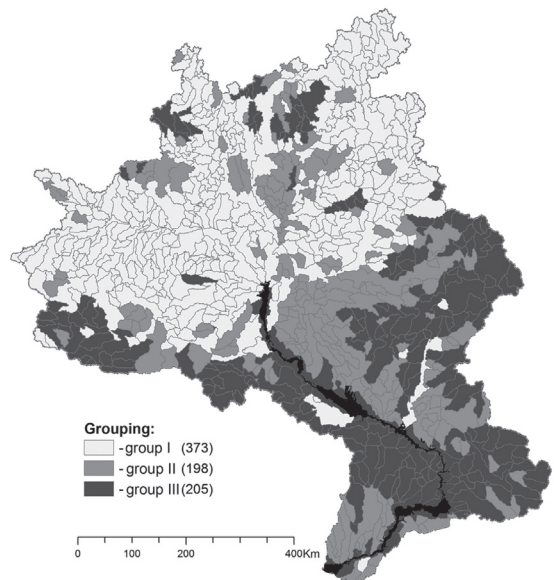 Grouping:
-group I (373)
-group II (198)
-group III(205)
0 100 200 400Km